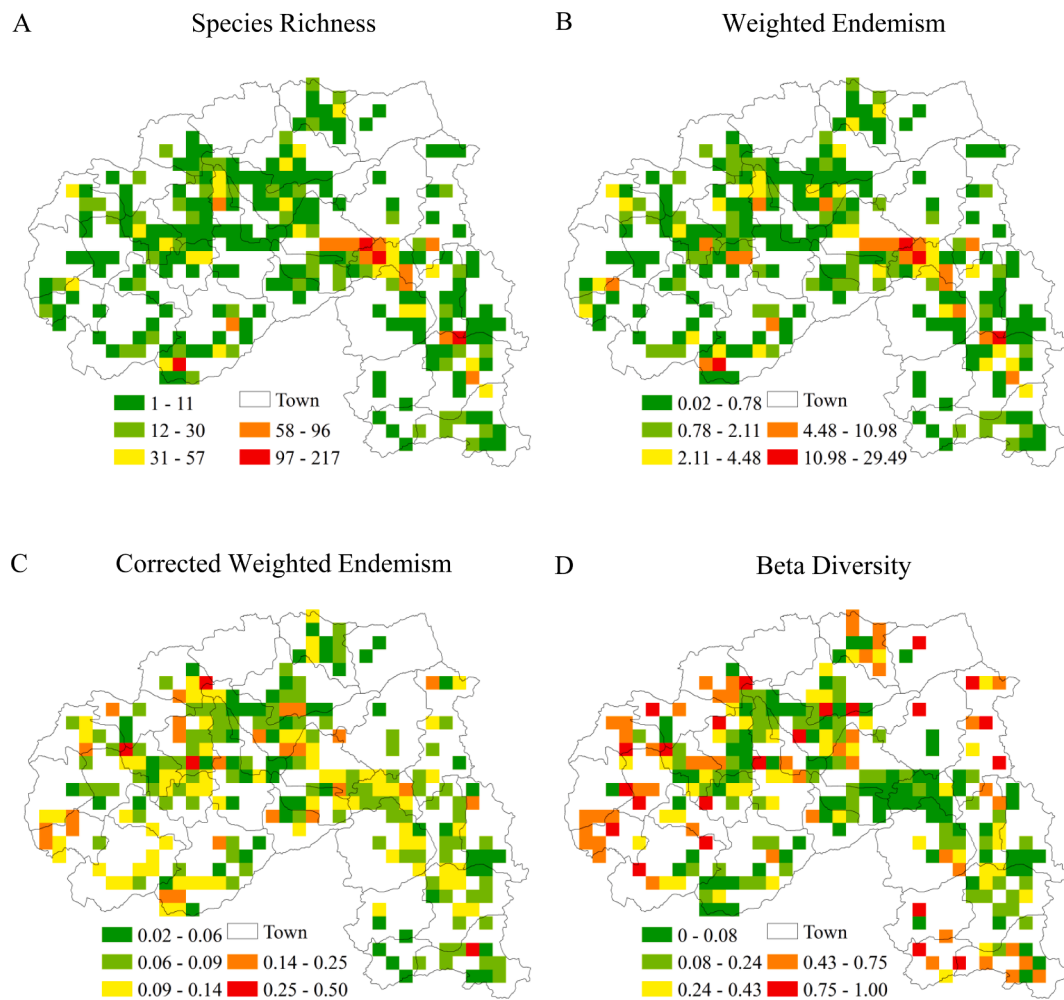 A Species Richness
B Weighted Endemism
1 - 11 Town
12 - 30 58 - 96
31 - 57 97 - 217
0.02 - 0.78 Town
0.78 - 2.11 4.48 - 10.98
2.11 - 4.48 10.98 - 29.49
C Corrected Weighted Endemism
D Beta Diversity
0.02 - 0.06 Town
0.06 - 0.09 0.14 - 0.25
0.09 - 0.14 0.25 - 0.50
0 - 0.08 Town
0.08 - 0.24 0.43 - 0.75
0.24 - 0.43 0.75 - 1.00